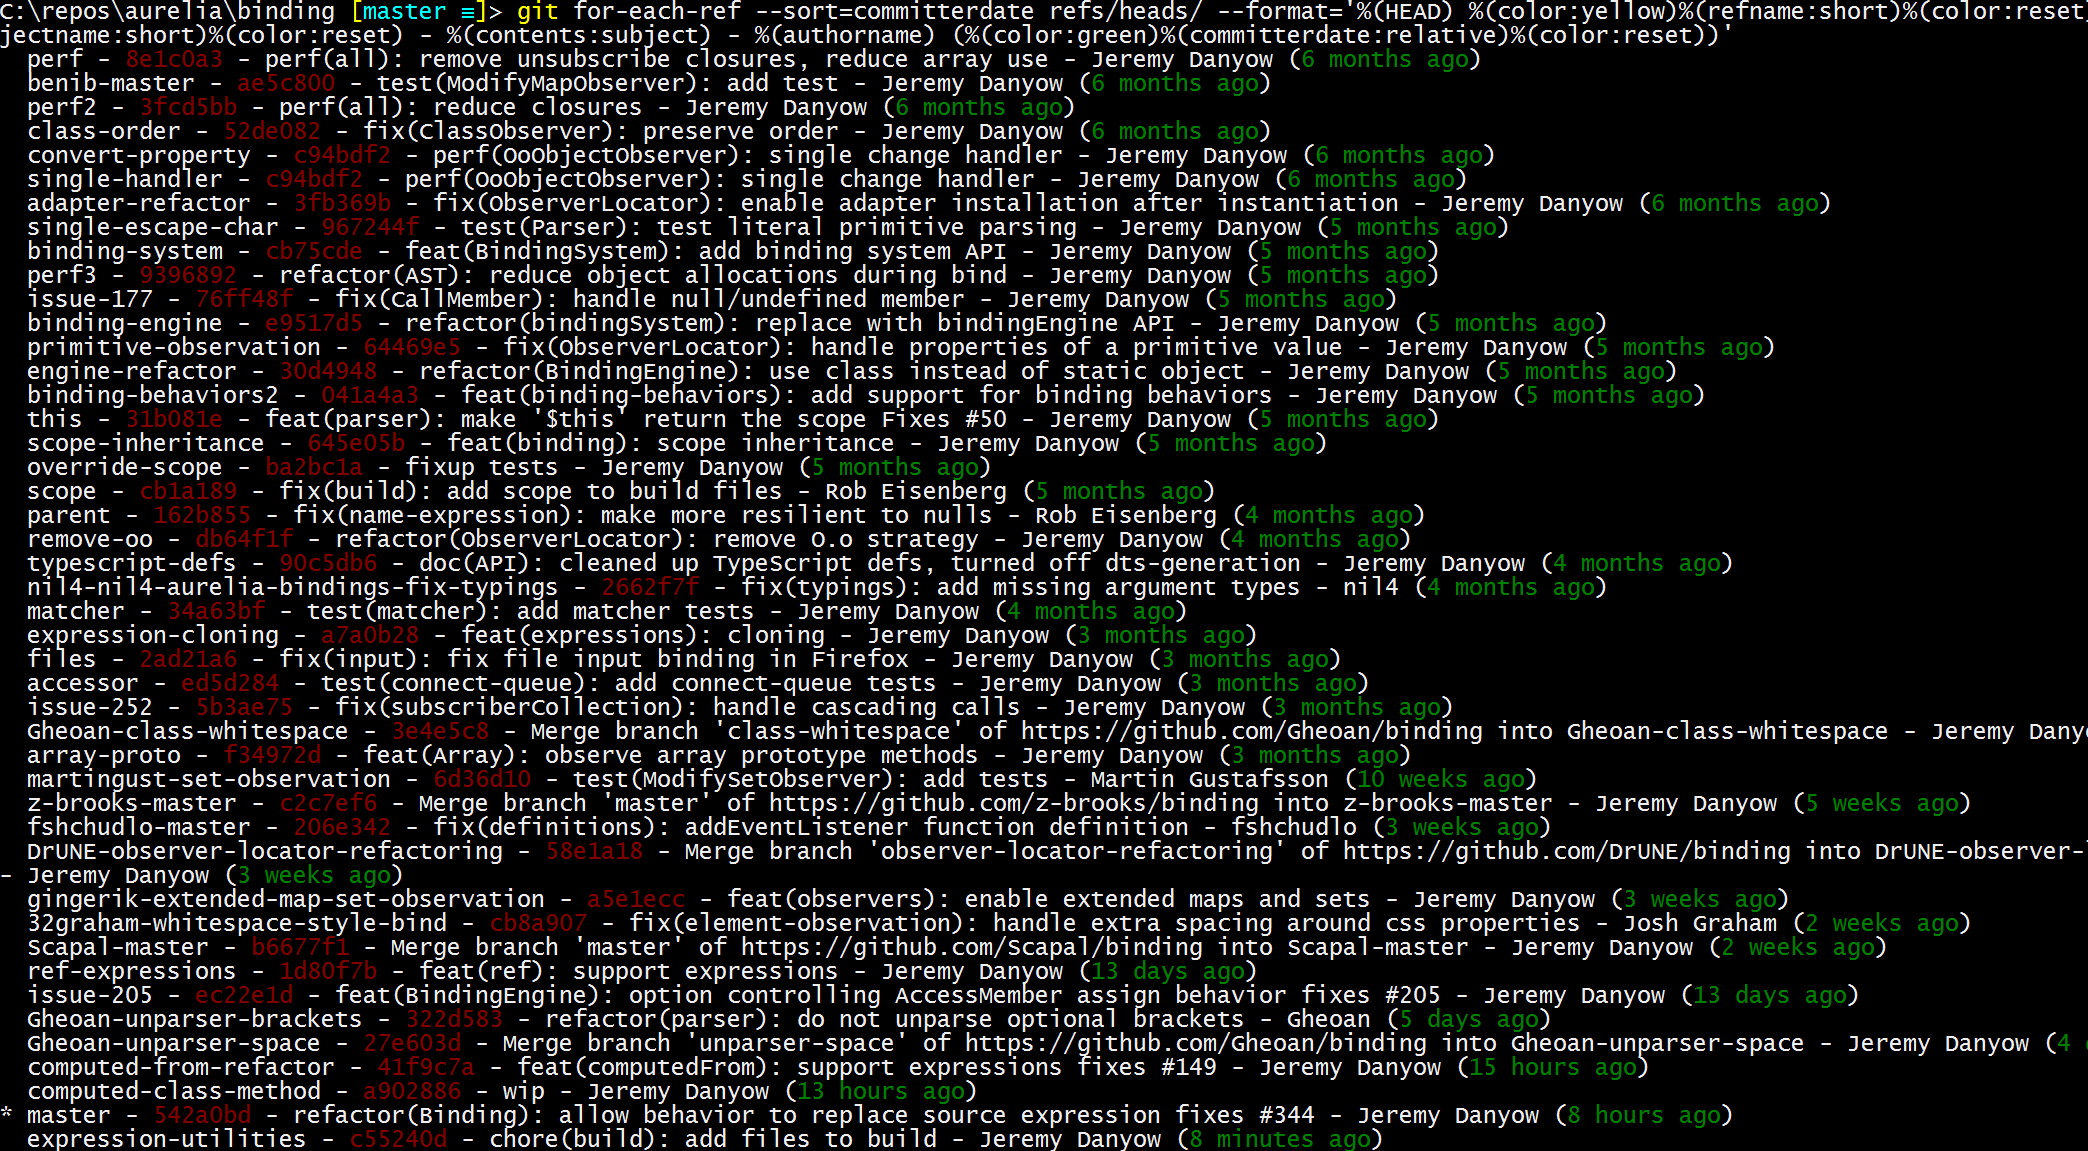 C:\repos\aurelia\binding [master ≡]> git for-each-ref --sort=committerdate refs/heads/ --format='%(HEAD) %(color:yellow)%(refname:short)%(color:reset
jectname:short)%(color:reset) - %(contents:subject) - %(authorname) (%(color:green)%(committerdate:relative)%(color:reset))'
perf - 8e1c0a3 - perf(all): remove unsubscribe closures, reduce array use - Jeremy Danyow (6 months ago)
benib-master - ae5c800 - test(ModifyMapObserver): add test - Jeremy Danyow (6 months ago)
perf2 - 3fcd5bb - perf(all): reduce closures - Jeremy Danyow (6 months ago)
class-order - 52de082 - fix(ClassObserver): preserve order - Jeremy Danyow (6 months ago)
convert-property - c94bdf2 - perf(OoObjectObserver): single change handler - Jeremy Danyow (6 months ago)
single-handler - c94bdf2 - perf(OoObjectObserver): single change handler - Jeremy Danyow (6 months ago)
adapter-refactor - 3fb369b - fix(ObserverLocator): enable adapter installation after instantiation - Jeremy Danyow (6 months ago)
single-escape-char - 967244f - test(Parser): test literal primitive parsing - Jeremy Danyow (5 months ago)
binding-system - cb75cde - feat(BindingSystem): add binding system API - Jeremy Danyow (5 months ago)
perf3 - 9396892 - refactor(AST): reduce object allocations during bind - Jeremy Danyow (5 months ago)
issue-177 - 76ff48f - fix(CallMember): handle null/undefined member - Jeremy Danyow (5 months ago)
binding-engine - e9517d5 - refactor(bindingSystem): replace with bindingEngine API - Jeremy Danyow (5 months ago)
primitive-observation - 64469e5 - fix(ObserverLocator): handle properties of a primitive value - Jeremy Danyow (5 months ago)
engine-refactor - 30d4948 - refactor(BindingEngine): use class instead of static object - Jeremy Danyow (5 months ago)
binding-behaviors2 - 041a4a3 - feat(binding-behaviors): add support for binding behaviors - Jeremy Danyow (5 months ago)
this - 31b081e - feat(parser): make '$this' return the scope Fixes #50 - Jeremy Danyow (5 months ago)
scope-inheritance - 645e05b - feat(binding): scope inheritance - Jeremy Danyow (5 months ago)
override-scope - ba2bc1a - fixup tests - Jeremy Danyow (5 months ago)
scope - cb1a189 - fix(build): add scope to build files - Rob Eisenberg (5 months ago)
parent - 162b855 - fix(name-expression): make more resilient to nulls - Rob Eisenberg (4 months ago)
remove-oo - db64f1f - refactor(ObserverLocator): remove O.o strategy - Jeremy Danyow (4 months ago)
typescript-defs - 90c5db6 - doc(API): cleaned up TypeScript defs, turned off dts-generation - Jeremy Danyow (4 months ago)
nil4-nil4-aurelia-bindings-fix-typings - 2662f7f - fix(typings): add missing argument types - nil4 (4 months ago)
matcher - 34a63bf - test(matcher): add matcher tests - Jeremy Danyow (4 months ago)
expression-cloning - a7a0b28 - feat(expressions): cloning - Jeremy Danyow (3 months ago)
files - 2ad21a6 - fix(input): fix file input binding in Firefox - Jeremy Danyow (3 months ago)
accessor - ed5d284 - test(connect-queue): add connect-queue tests - Jeremy Danyow (3 months ago)
issue-252 - 5b3ae75 - fix(subscriberCollection): handle cascading calls - Jeremy Danyow (3 months ago)
Gheoan-class-whitespace - 3e4e5c8 - Merge branch 'class-whitespace' of https://github.com/Gheoan/binding into Gheoan-class-whitespace - Jeremy Dany
array-proto - f34972d - feat(Array): observe array prototype methods - Jeremy Danyow (3 months ago)
martingust-set-observation - 6d36d10 - test(ModifySetObserver): add tests - Martin Gustafsson (10 weeks ago)
z-brooks-master - c2c7ef6 - Merge branch 'master' of https://github.com/z-brooks/binding into z-brooks-master - Jeremy Danyow (5 weeks ago)
fshchudlo-master - 206e342 - fix(definitions): addEventListener function definition - fshchudlo (3 weeks ago)
DrUNE-observer-locator-refactoring - 58e1a18 - Merge branch 'observer-locator-refactoring' of https://github.com/DrUNE/binding into DrUNE-observer-
- Jeremy Danyow (3 weeks ago)
gingerik-extended-map-set-observation - a5e1ecc - feat(observers): enable extended maps and sets - Jeremy Danyow (3 weeks ago)
32graham-whitespace-style-bind - cb8a907 - fix(element-observation): handle extra spacing around css properties - Josh Graham (2 weeks ago)
Scapal-master - b6677f1 - Merge branch 'master' of https://github.com/Scapal/binding into Scapal-master - Jeremy Danyow (2 weeks ago)
ref-expressions - 1d80f7b - feat(ref): support expressions - Jeremy Danyow (13 days ago)
issue-205 - ec22e1d - feat(BindingEngine): option controlling AccessMember assign behavior fixes #205 - Jeremy Danyow (13 days ago)
Gheoan-unparser-brackets - 322d583 - refactor(parser): do not unparse optional brackets - Gheoan (5 days ago)
Gheoan-unparser-space - 27e603d - Merge branch 'unparser-space' of https://github.com/Gheoan/binding into Gheoan-unparser-space - Jeremy Danyow (4
computed-from-refactor - 41f9c7a - feat(computedFrom): support expressions fixes #149 - Jeremy Danyow (15 hours ago)
computed-class-method - a902886 - wip - Jeremy Danyow (13 hours ago)
* master - 542a0bd - refactor(Binding): allow behavior to replace source expression fixes #344 - Jeremy Danyow (8 hours ago)
expression-utilities - c55240d - chore(build): add files to build - Jeremy Danyow (8 minutes ago)